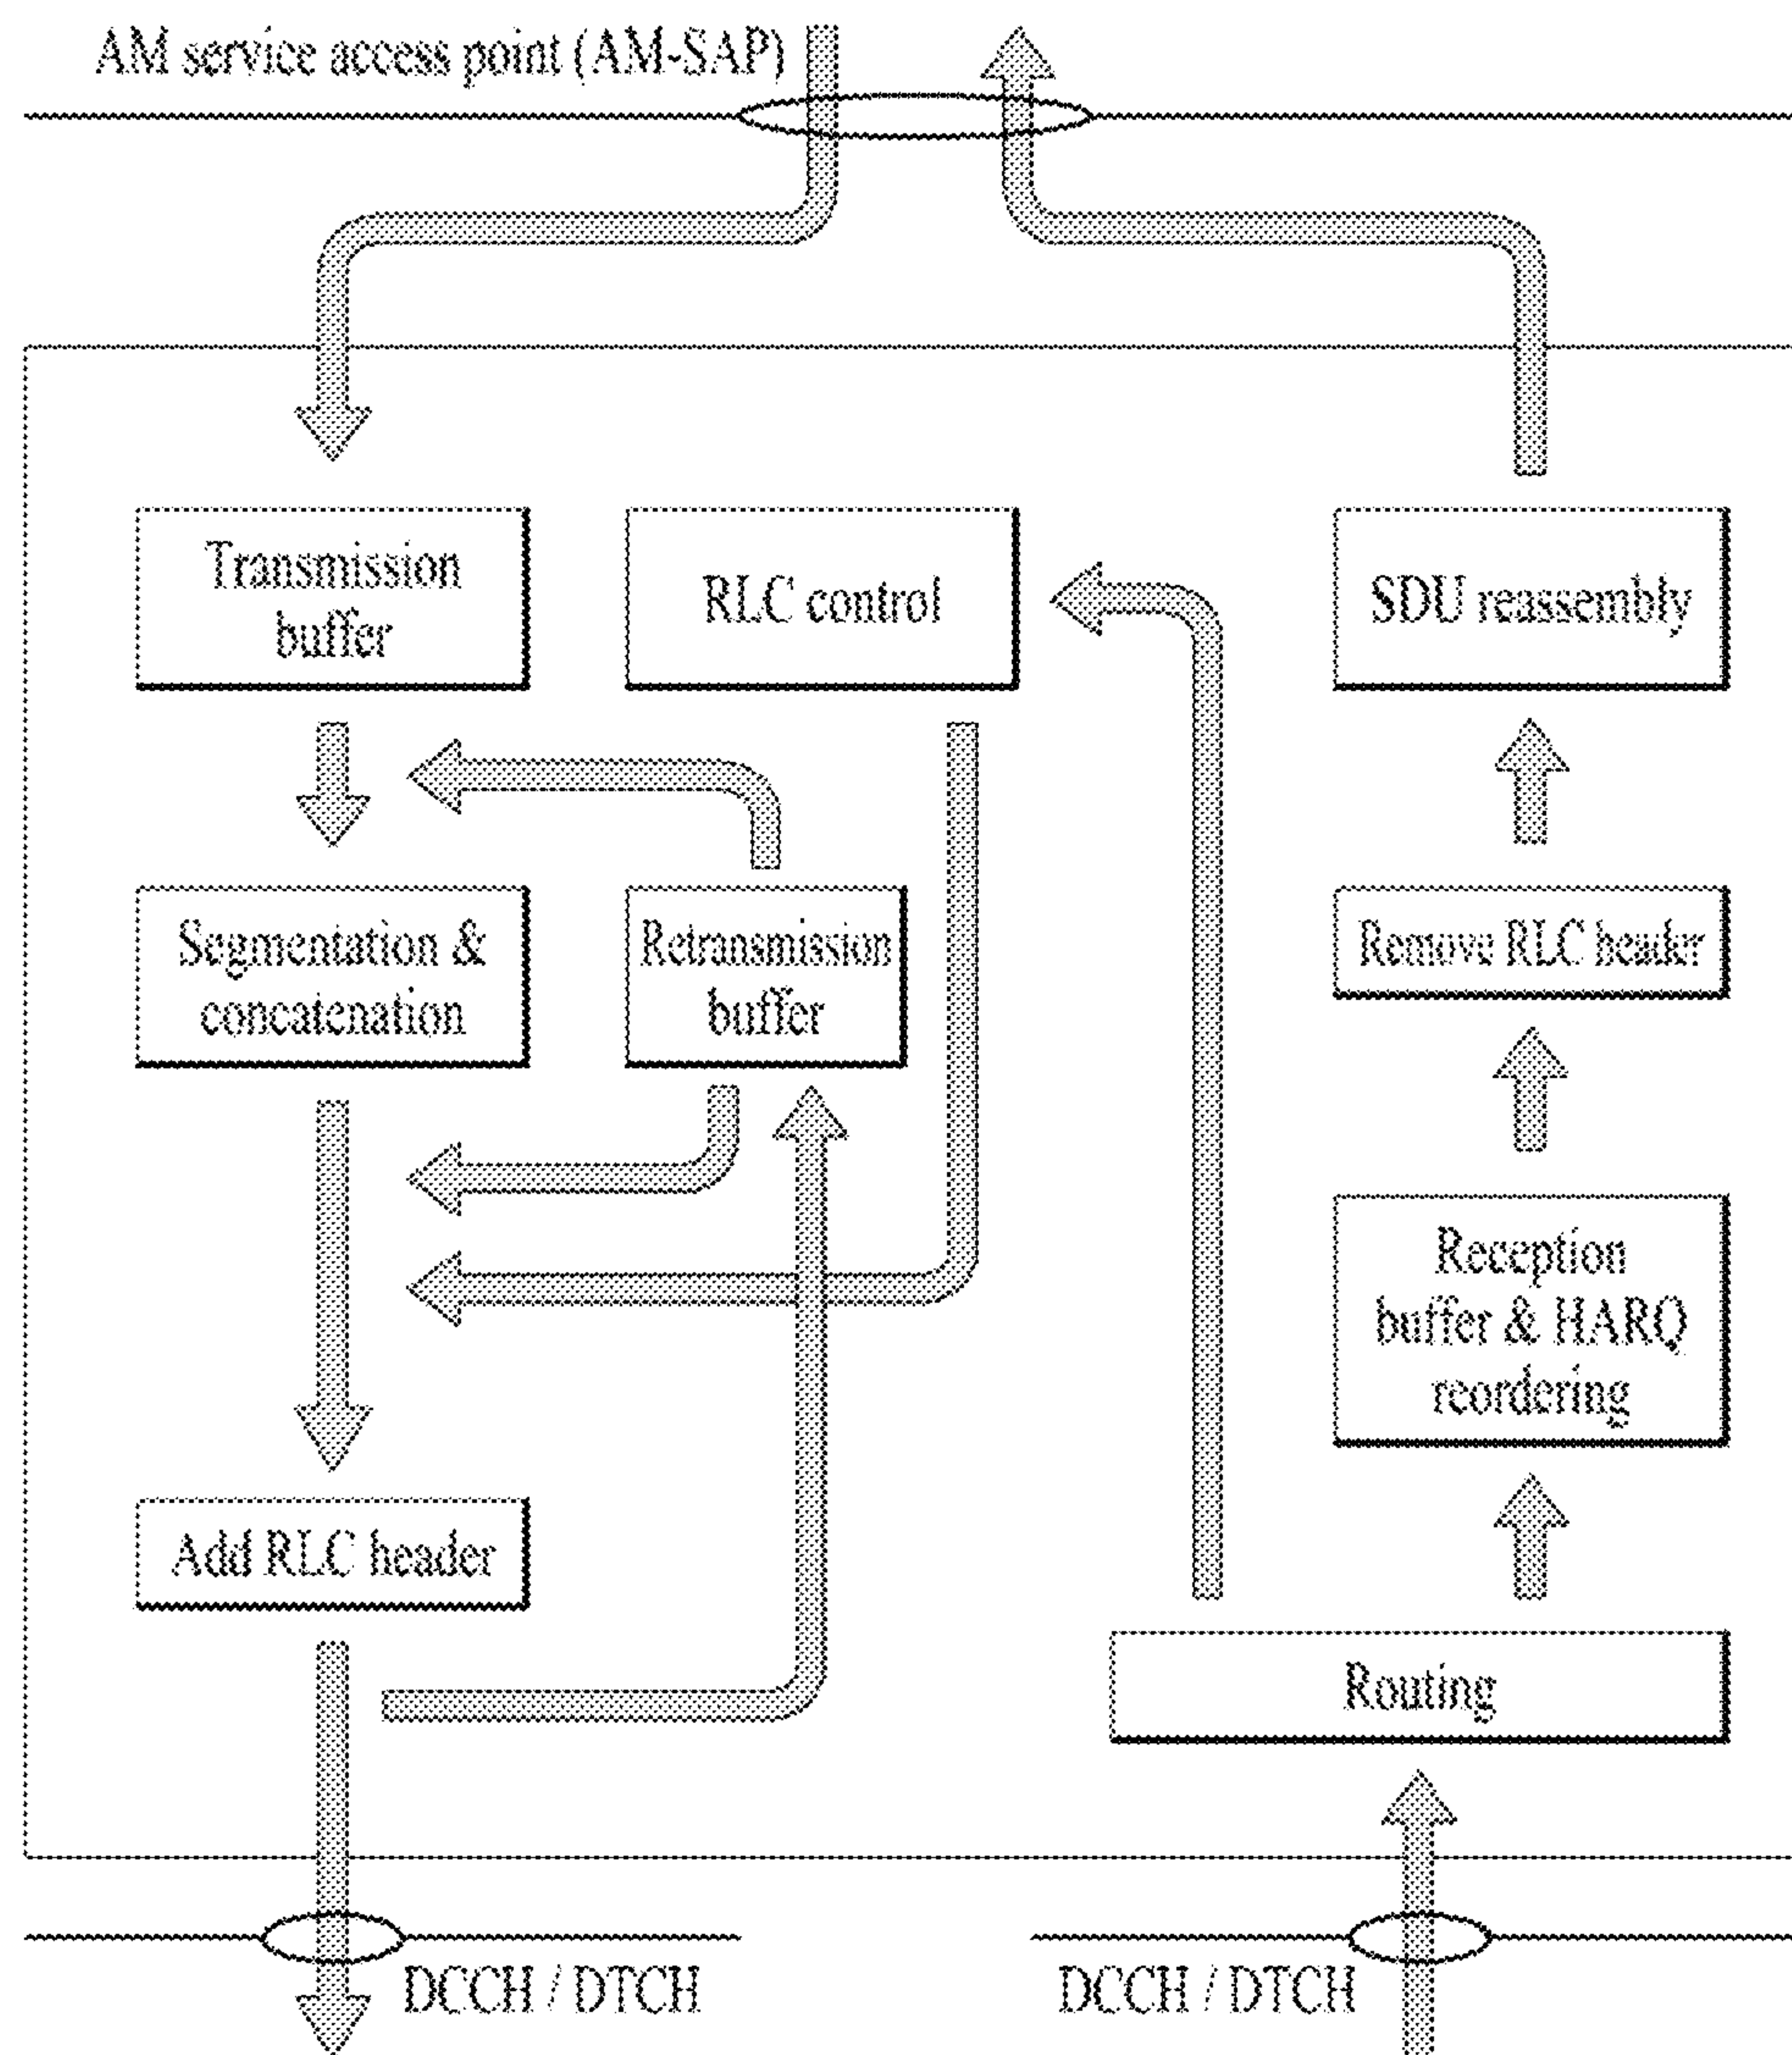 AM service access point (AM-SAP)
Transmission
buffer
RLC control
SDU reassembly
Segmentation &
concatenation
Retransmission
buffer
Remove RLC header
Reception
buffer & HARQ
reordering
Add RLC header
Routing
DCCH / DTCH
DCCH / DTCH